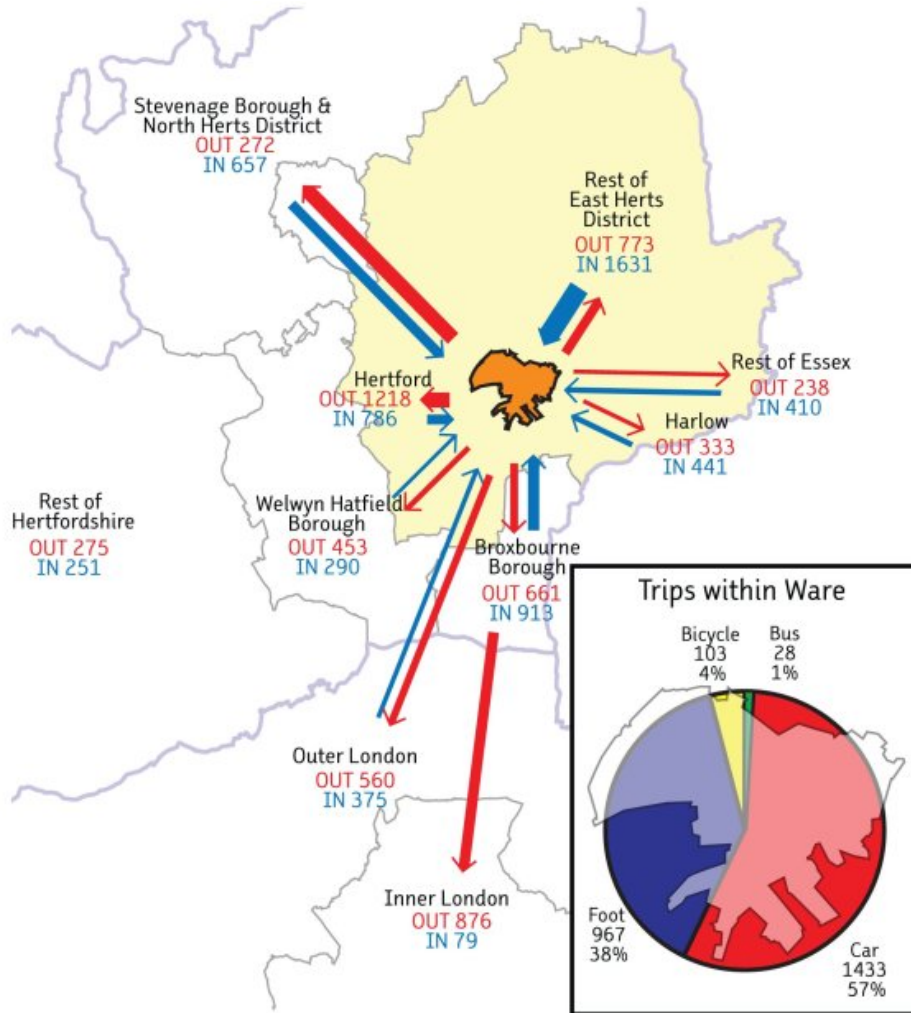 Stevenage Borough &
North Herts District
OUT 272
IN 657
Rest of
East Herts
District
OUT 773
IN 1631
Rest of Essex
OUT 238
IN 410
Hertford
OUT 1218
IN 786
Harlow
OUT 333
IN 441
Rest of
Hertfordshire
OUT 275
IN 251
Welwyn Hatfield
Borough
OUT 453
IN 290
Broxbourne
Borough
OUT 661
IN 913
Outer London
OUT 560
IN 375
Inner London
OUT 876
IN 79
Trips within Ware
Bicycle
103
4%
Bus
28
1%
Foot
967
38%
Car
1433
57%